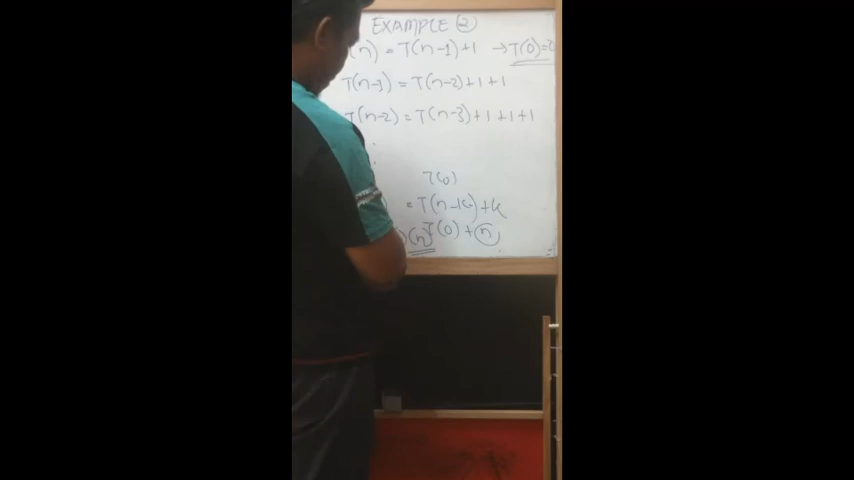 EXAMPLE 2
(n) = T(n-1)+1 → T(0)=
T(n-1) = T(n-2)+1+1
T(n-2) = T(n-3)+1+1+1
:
T(0)
) = T(n-k)+k
)(n) T(0)+n